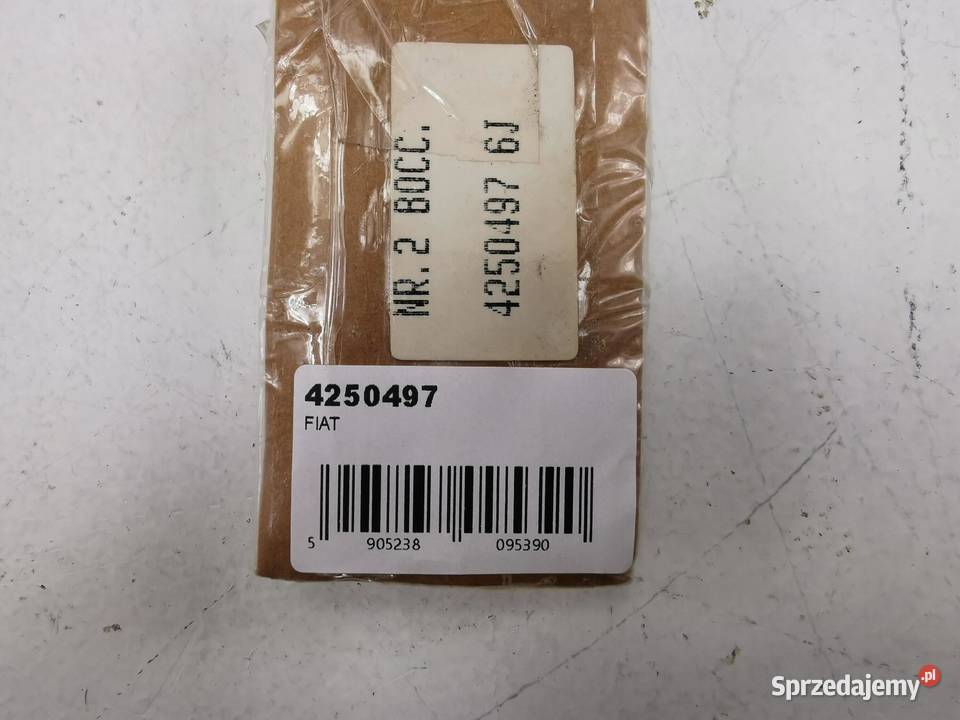 NR.2 BOCC.
4250497 6J
4250497
FIAT
5 905238 095390
Sprzedajemy.pl